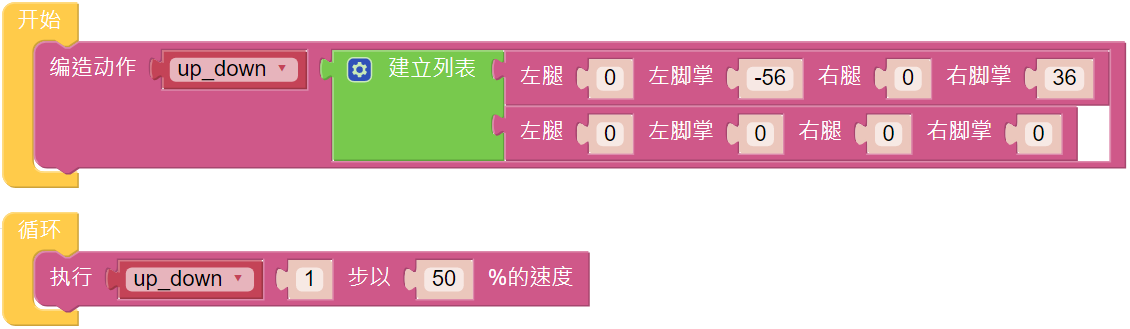 开始
编造动作 up_down 建立列表 左腿 0 左脚掌 -56 右腿 0 右脚掌 36
左腿 0 左脚掌 0 右腿 0 右脚掌 0
循环
执行 up_down 1 步以 50 %的速度